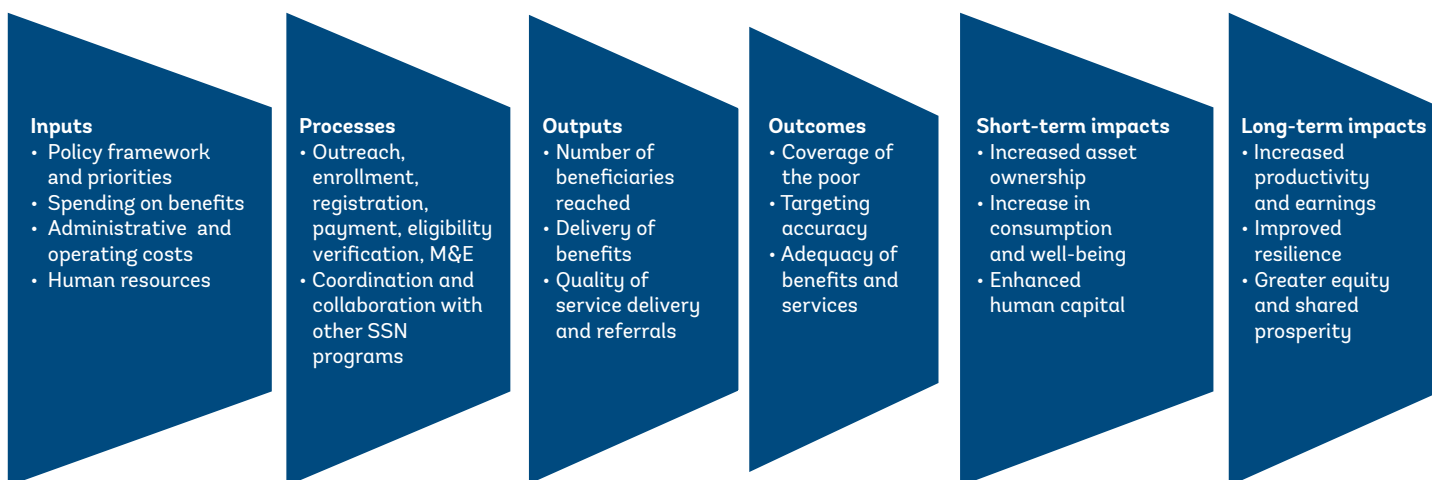 Inputs
• Policy framework
and priorities
• Spending on benefits
• Administrative and
operating costs
• Human resources
Processes
• Outreach,
enrollment,
registration,
payment, eligibility
verification, M&E
• Coordination and
collaboration with
other SSN
programs
Outputs
• Number of
beneficiaries
reached
• Delivery of
benefits
• Quality of
service delivery
and referrals
Outcomes
• Coverage of
the poor
• Targeting
accuracy
• Adequacy of
benefits and
services
Short-term impacts
• Increased asset
ownership
• Increase in
consumption
and well-being
• Enhanced
human capital
Long-term impacts
• Increased
productivity
and earnings
• Improved
resilience
• Greater equity
and shared
prosperity